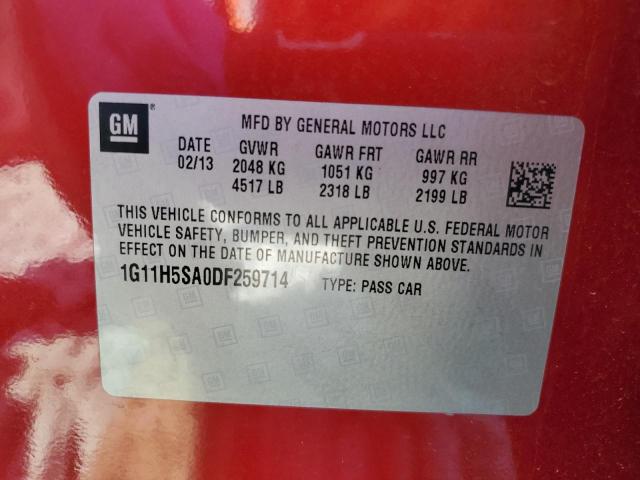 GM ®
MFD BY GENERAL MOTORS LLC
DATE GVWR GAWR FRT GAWR RR
02/13 2048 KG 1051 KG 997 KG
4517 LB 2318 LB 2199 LB
THIS VEHICLE CONFORMS TO ALL APPLICABLE U.S. FEDERAL MOTOR
VEHICLE SAFETY, BUMPER, AND THEFT PREVENTION STANDARDS IN
EFFECT ON THE DATE OF MANUFACTURE SHOWN ABOVE.
1G11H5SA0DF259714 TYPE: PASS CAR